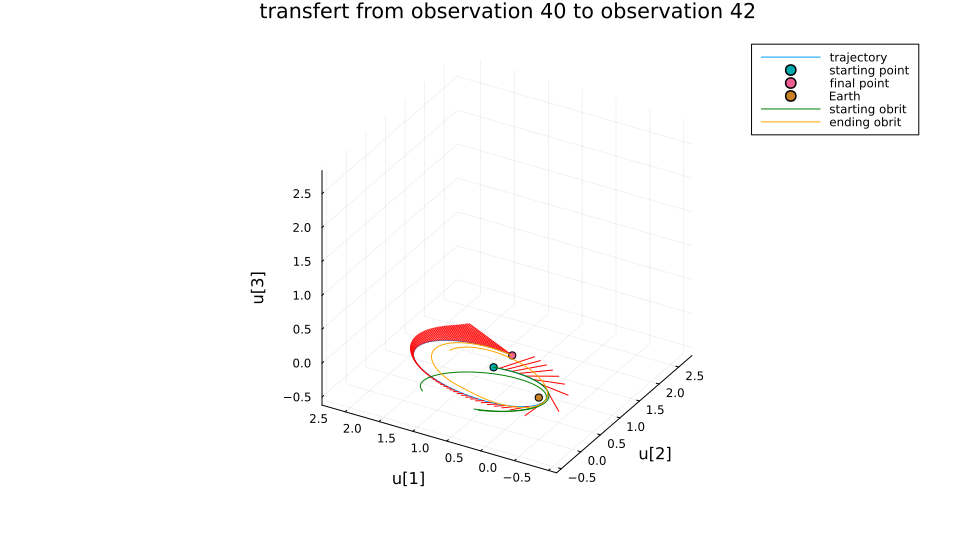 transfert from observation 40 to observation 42
trajectory
starting point
final point
Earth
starting obrit
ending obrit
u[3]
2.5
2.0
1.5
1.0
0.5
0.0
−0.5
2.5
2.0
1.5
1.0
0.5
0.0
−0.5
u[1]
−0.5
0.0
0.5
1.0
1.5
2.0
2.5
u[2]